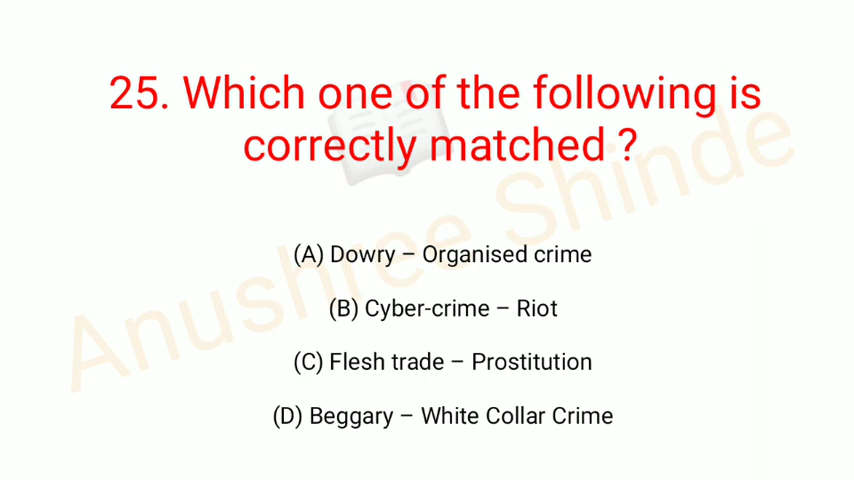 25. Which one of the following is
correctly matched ?
(A) Dowry – Organised crime
(B) Cyber-crime – Riot
(C) Flesh trade – Prostitution
(D) Beggary – White Collar Crime
Anushree Shinde